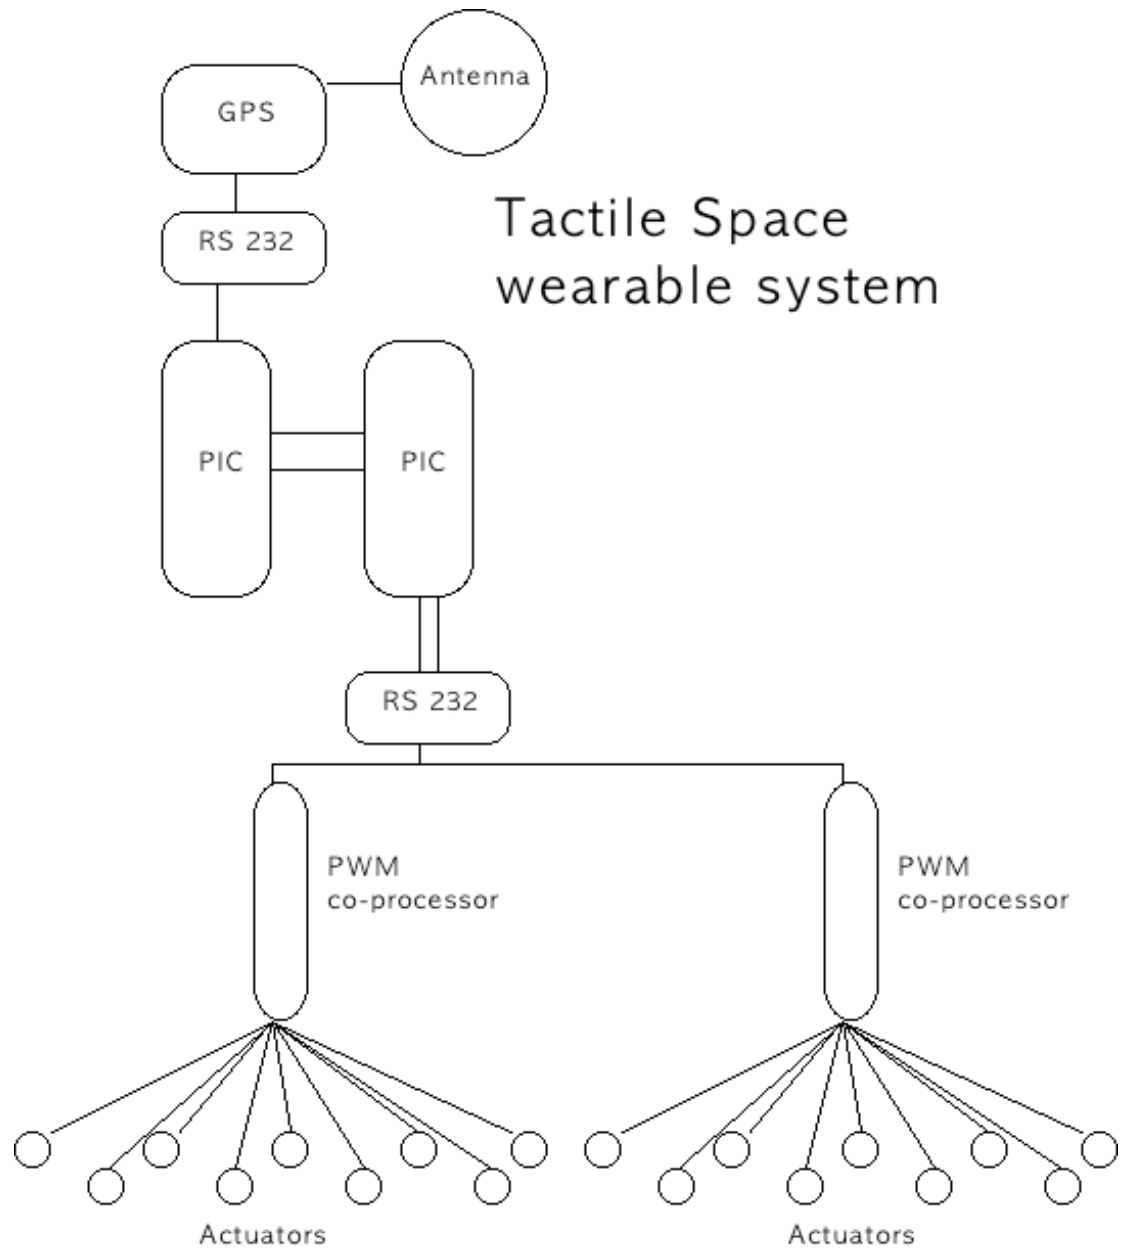 Antenna
GPS
RS 232
Tactile Space
wearable system
PIC
PIC
RS 232
PWM
co-processor
PWM
co-processor
Actuators
Actuators